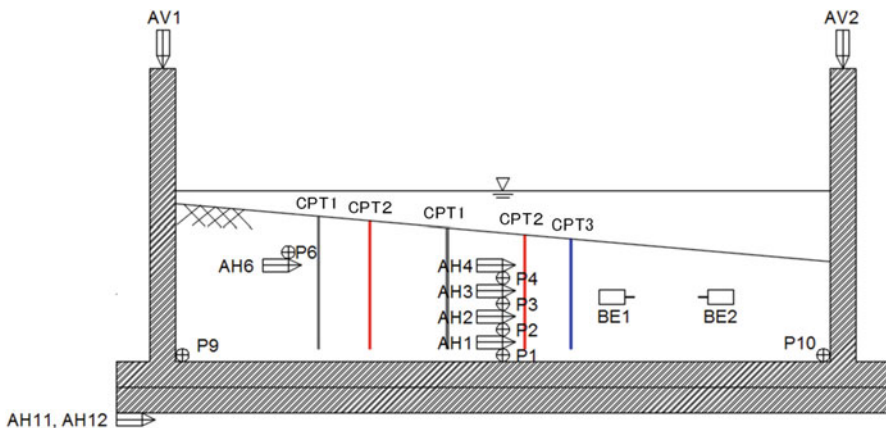 AV1
AV2
CPT1
CPT2
CPT1
CPT2
CPT3
P6
AH6
AH4
P4
AH3
P3
AH2
P2
AH1
P1
BE1
BE2
P9
P10
AH11, AH12